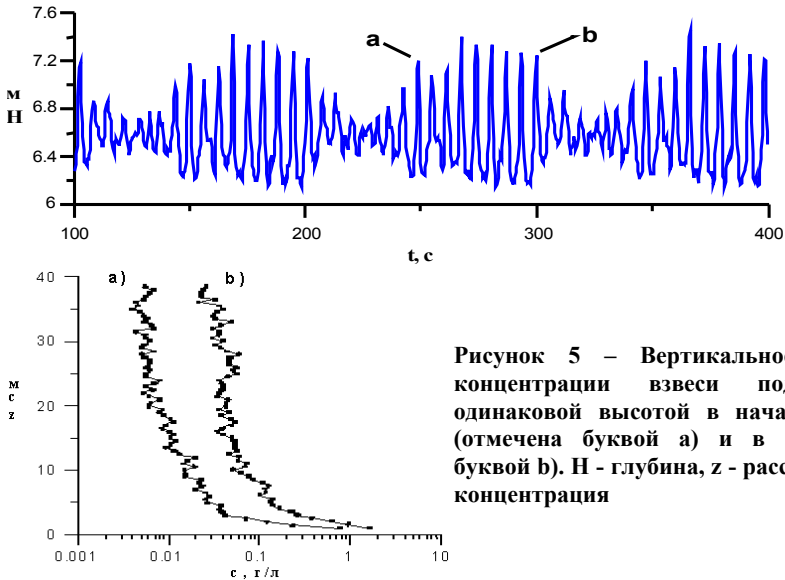 7.6
7.2
6.8
6.4
6
м
H
a
b
100
200
300
400
t, c
a)
b)
40
30
20
10
0
м
с
z
0.001
0.01
0.1
1
10
c, г/л
Рисунок 5 – Вертикально
концентрации взвеси под
одинаковой высотой в нача
(отмечена буквой а) и в
буквой b). H - глубина, z - расс
концентрация